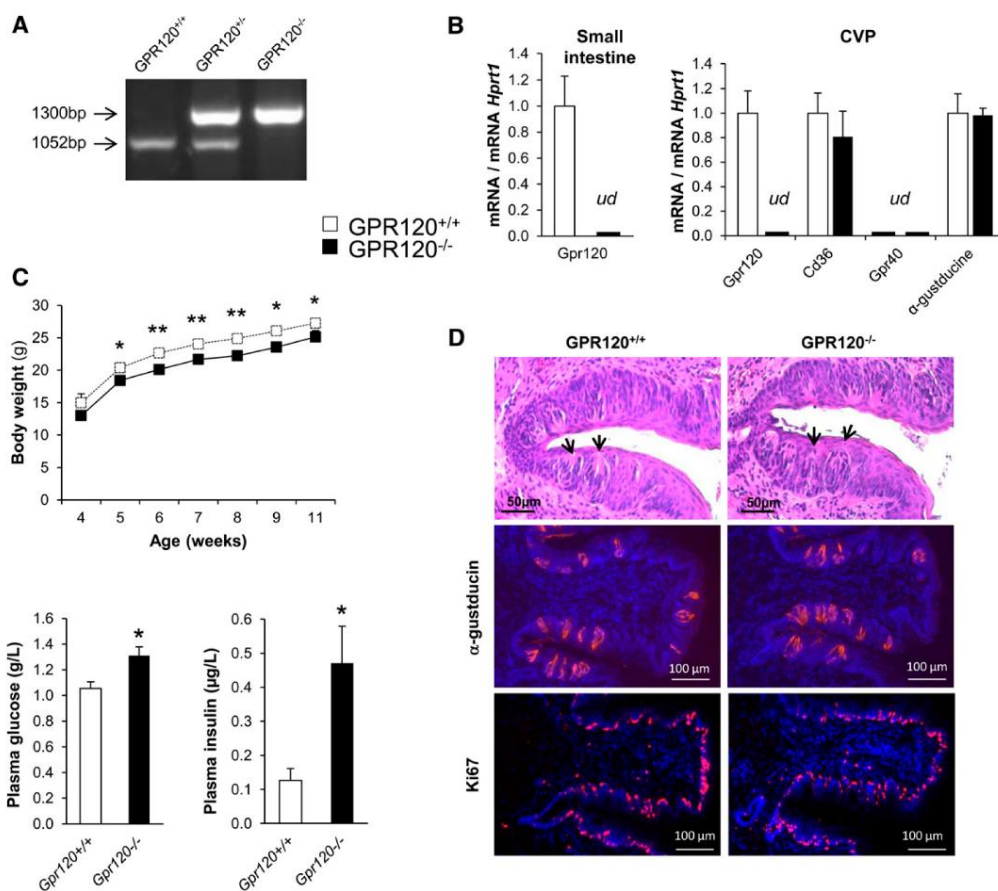 A
GPR120+/+
GPR120+/-
GPR120-/-
1300bp
1052bp
B
Small
intestine
mRNA / mRNA Hprt1
1.4
1.2
1.0
0.8
0.6
0.4
0.2
0.0
ud
Gpr120
CVP
mRNA / mRNA Hprt1
1.4
1.2
1.0
0.8
0.6
0.4
0.2
0.0
ud
ud
Gpr120
Cd36
Gpr40
α-gustducine
GPR120+/+
GPR120-/-
C
Body weight (g)
30
25
20
15
10
5
0
* ** ** ** * *
4 5 6 7 8 9 11
Age (weeks)
Plasma glucose (g/L)
1.6
1.4
1.2
1.0
0.8
0.6
0.4
0.2
0.0
*
Gpr120+/+
Gpr120-/-
Plasma insulin (µg/L)
0.6
0.5
0.4
0.3
0.2
0.1
0.0
*
Gpr120+/+
Gpr120-/-
D
GPR120+/+
GPR120-/-
50µm
50µm
α-gustducin
100 µm
100 µm
Ki67
100 µm
100 µm